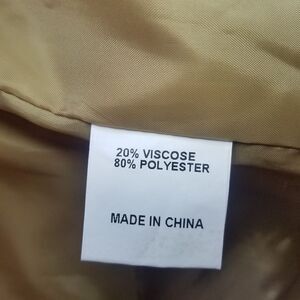 20% VISCOSE
80% POLYESTER
MADE IN CHINA